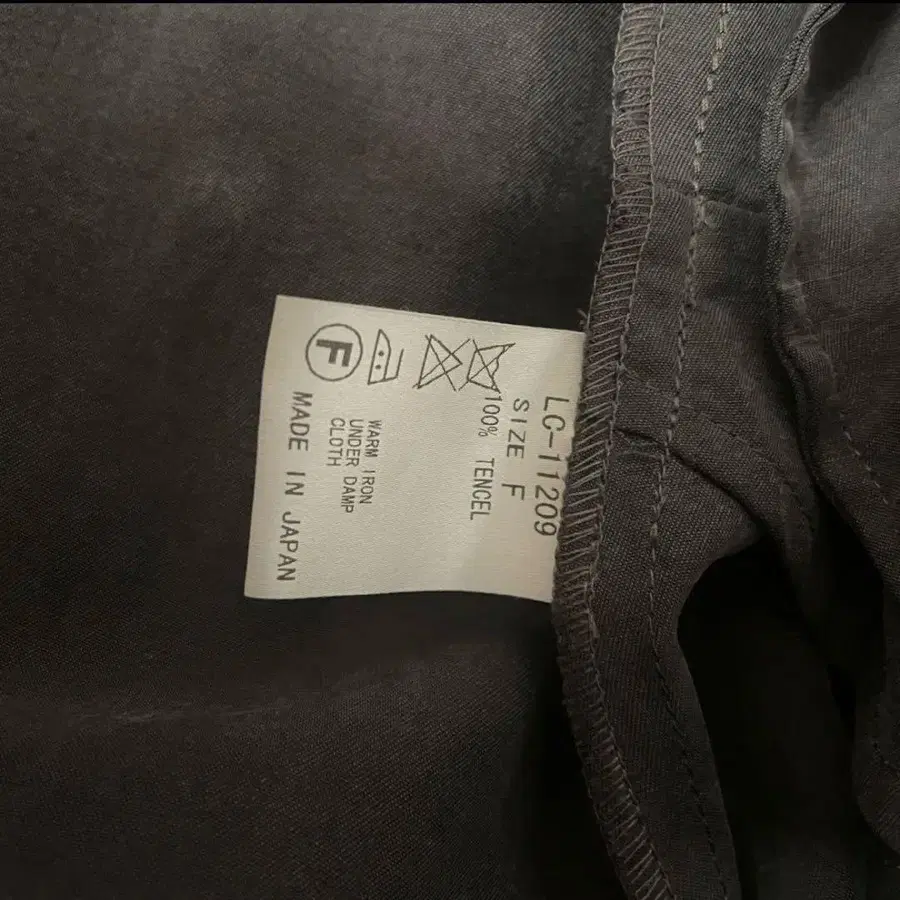 LC-11209
SIZE F
100% TENCEL
WARM IRON
UNDER DAMP
CLOTH
F
MADE IN JAPAN